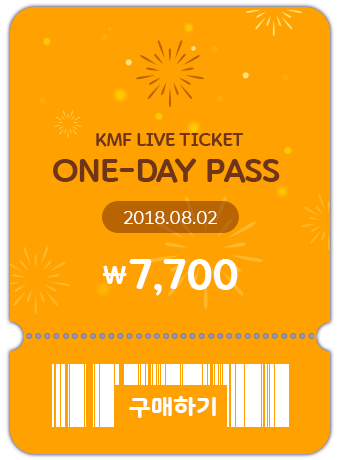 KMF LIVE TICKET
ONE-DAY PASS
2018.08.02
₩7,700
구매하기